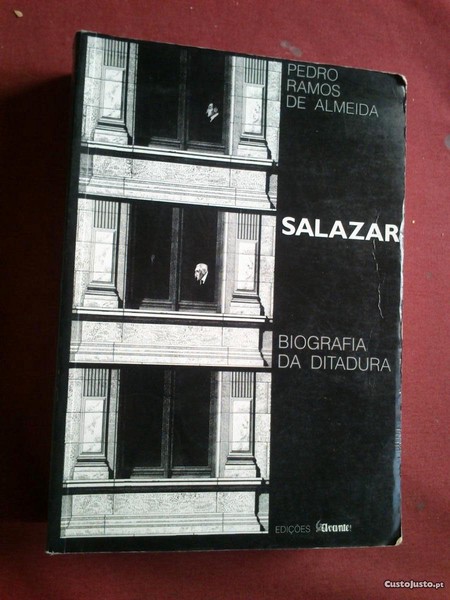 PEDRO
RAMOS
DE ALMEIDA
SALAZAR
BIOGRAFIA
DA DITADURA
EDIÇÕES Avante!
CustoJusto.pt